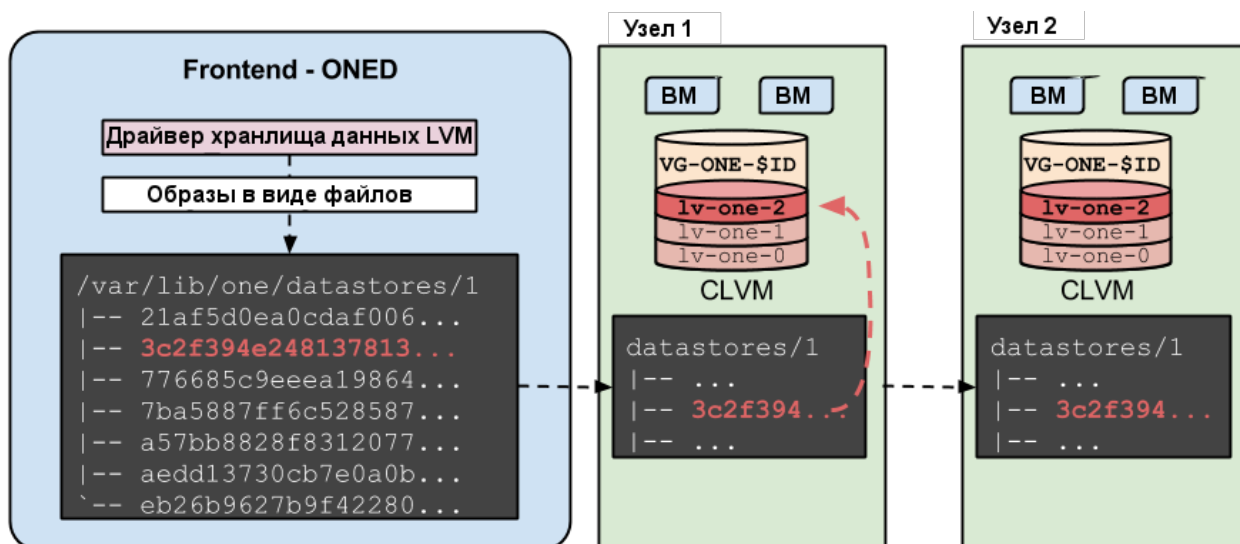 Frontend - ONED
Драйвер хранлища данных LVM
Образы в виде файлов
/var/lib/one/datastores/1
|-- 21af5d0ea0cdaf006...
|-- 3c2f394e248137813...
|-- 776685c9eeea19864...
|-- 7ba5887ff6c528587...
|-- a57bb8828f8312077...
|-- aedd13730cb7e0a0b...
`-- eb26b9627b9f42280...
Узел 1
ВМ ВМ
VG-ONE-$ID
lv-one-2
lv-one-1
lv-one-0
CLVM
datastores/1
|-- ...
|-- 3c2f394...
|-- ...
Узел 2
ВМ ВМ
VG-ONE-$ID
lv-one-2
lv-one-1
lv-one-0
CLVM
datastores/1
|-- ...
|-- 3c2f394...
|-- ...